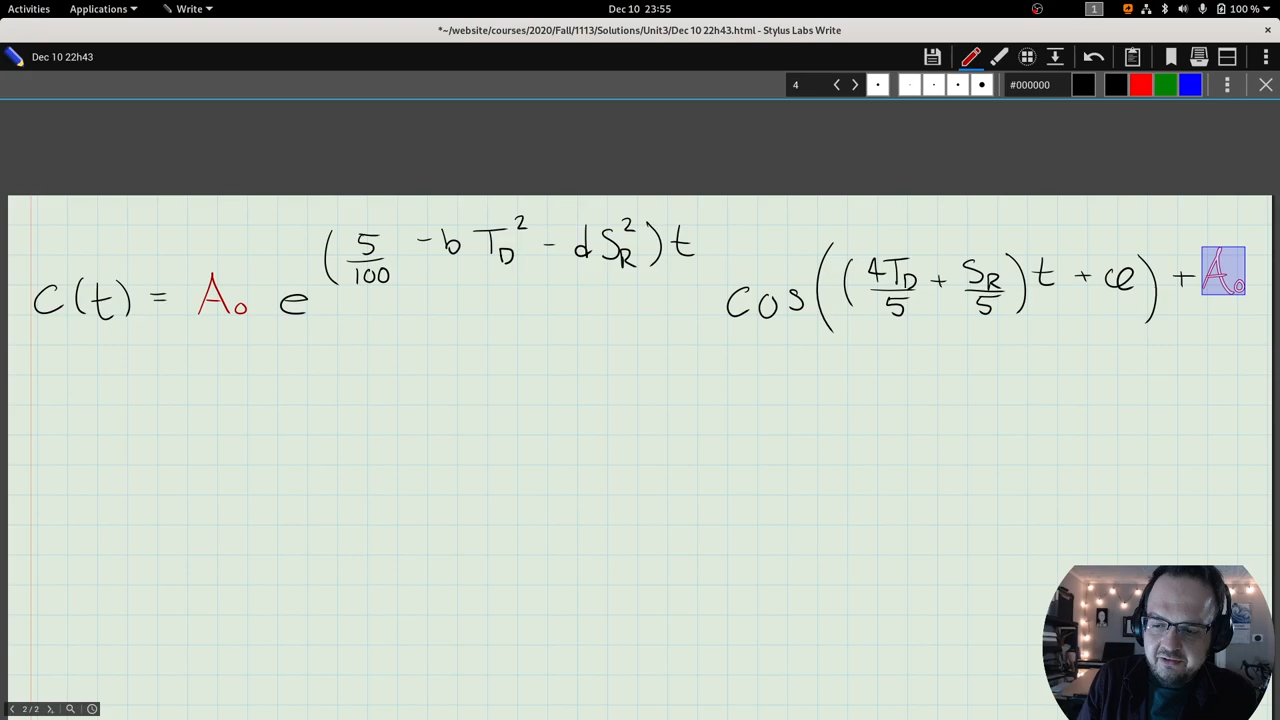 Activities Applications Write Dec 10 23:55 1 100 %
*~/website/courses/2020/Fall/1113/Solutions/Unit3/Dec 10 22h43.html - Stylus Labs Write
Dec 10 22h43
4 #000000
C(t) = A₀ e^((5/100 - b T_D² - d S_R²)t) cos((4T_D/5 + S_R/5)t + φ) + A₀
2/2